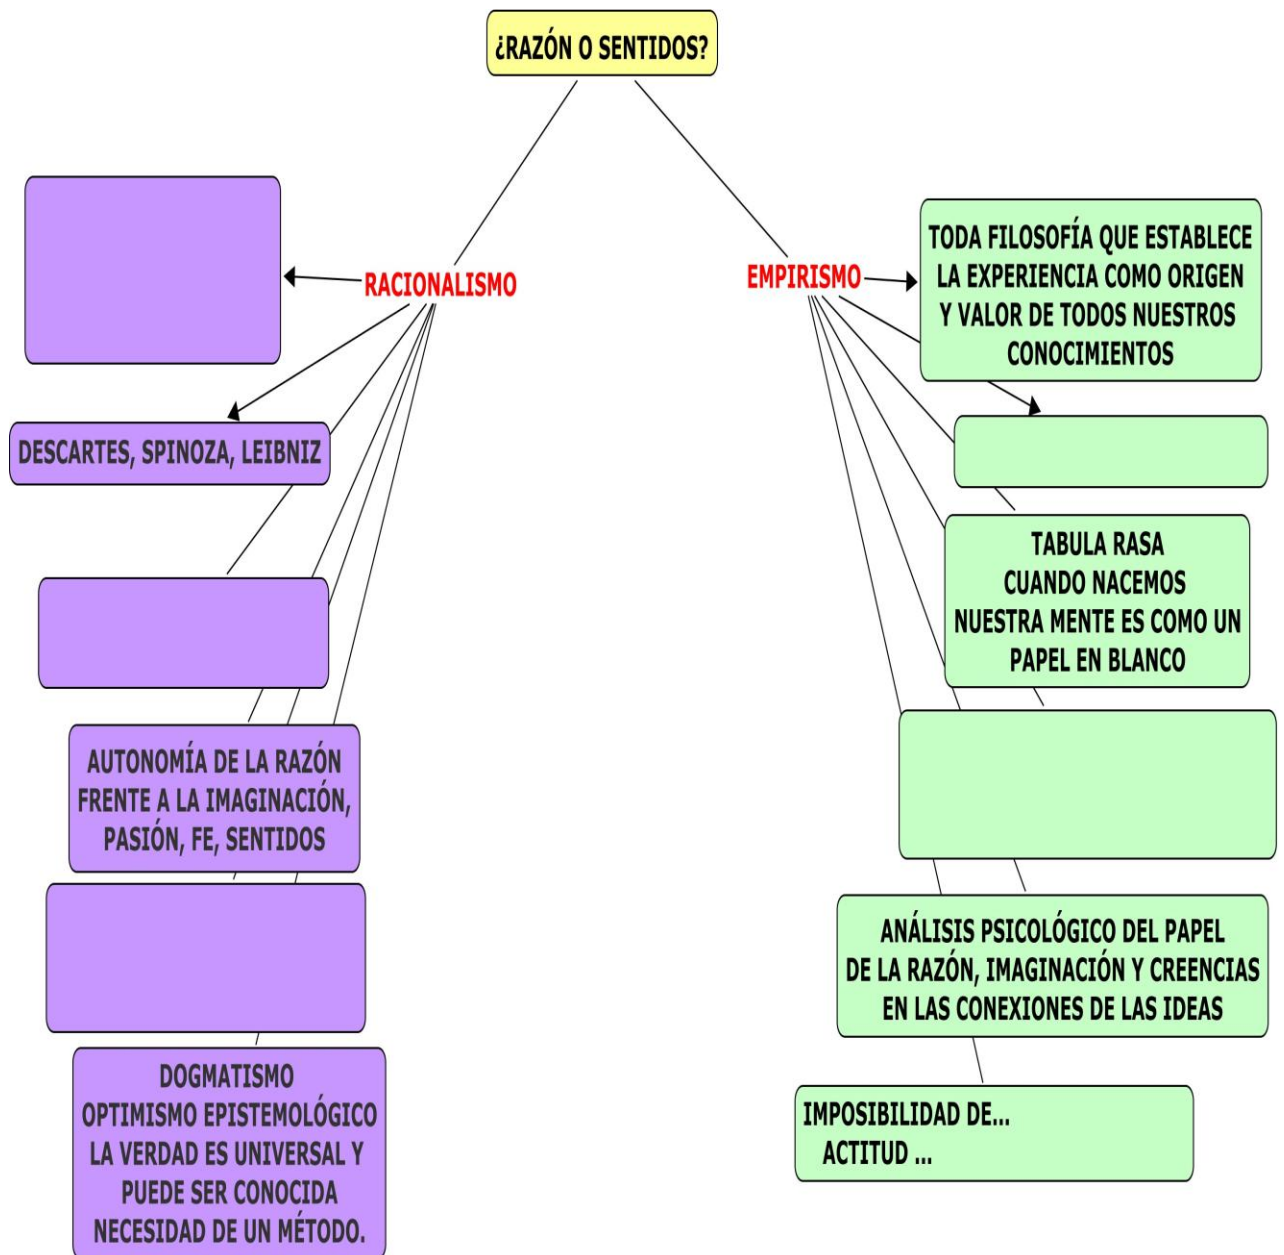 ¿RAZÓN O SENTIDOS?
RACIONALISMO
DESCARTES, SPINOZA, LEIBNIZ
AUTONOMÍA DE LA RAZÓN
FRENTE A LA IMAGINACIÓN,
PASIÓN, FE, SENTIDOS
DOGMATISMO
OPTIMISMO EPISTEMOLÓGICO
LA VERDAD ES UNIVERSAL Y
PUEDE SER CONOCIDA
NECESIDAD DE UN MÉTODO.
EMPIRISMO
TODA FILOSOFÍA QUE ESTABLECE
LA EXPERIENCIA COMO ORIGEN
Y VALOR DE TODOS NUESTROS
CONOCIMIENTOS
TABULA RASA
CUANDO NACEMOS
NUESTRA MENTE ES COMO UN
PAPEL EN BLANCO
ANÁLISIS PSICOLÓGICO DEL PAPEL
DE LA RAZÓN, IMAGINACIÓN Y CREENCIAS
EN LAS CONEXIONES DE LAS IDEAS
IMPOSIBILIDAD DE...
ACTITUD ...